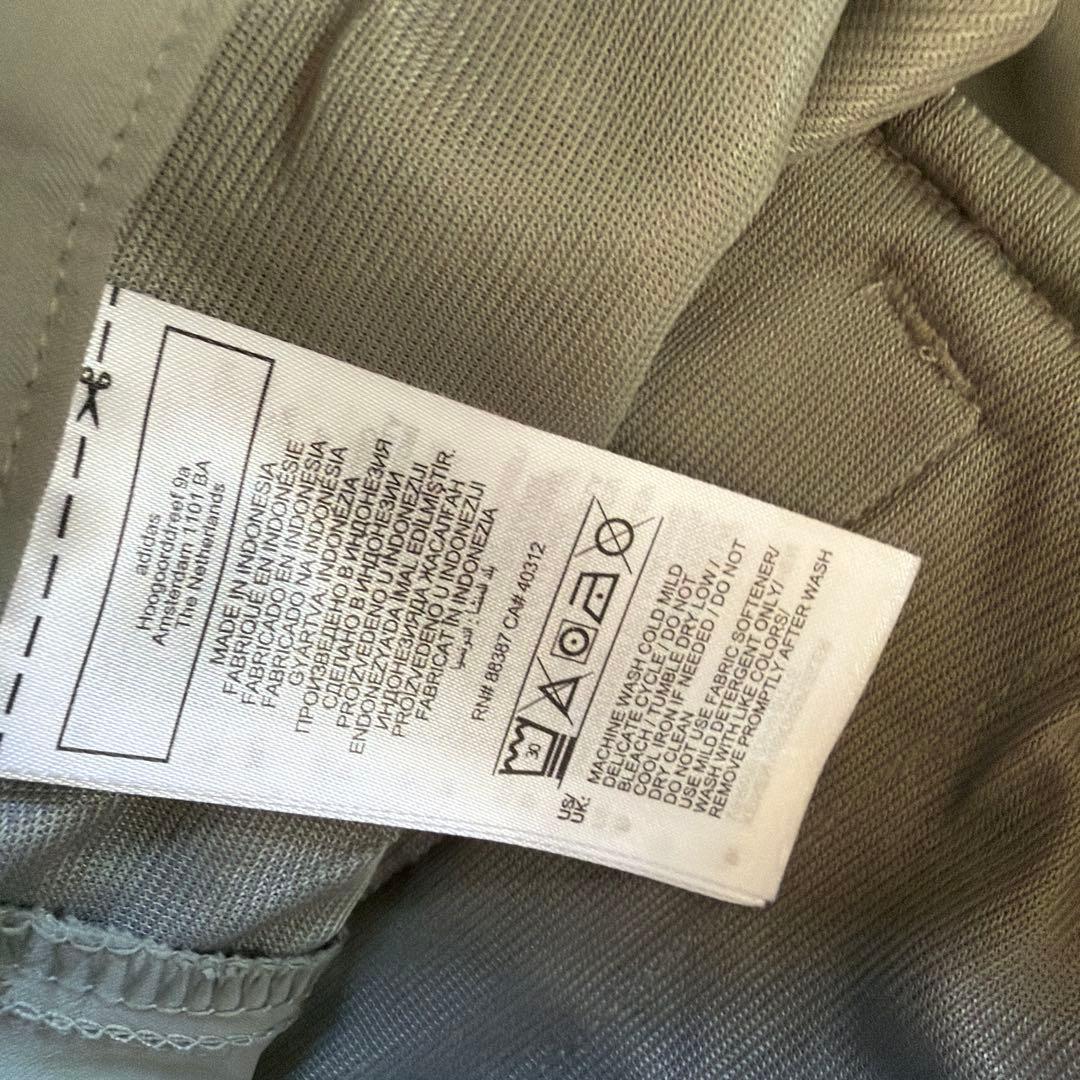 adidas
Hoogoorddreef 9a
Amsterdam 1101 BA
The Netherlands
MADE IN INDONESIA
FABRIQUÉ EN INDONÉSIE
FABRICADO EN INDONESIA
FABRICADO NA INDONÉSIA
GYÁRTVA: INDONÉZIA
ПРОИЗВЕДЕНО В ИНДОНЕЗИЯ
СДЕЛАНО В ИНДОНЕЗИИ
PROIZVEDENO U INDONEZIJI
ENDONEZYA'DA İMAL EDİLMİŞTİR.
ИНДОНЕЗИЯДА ЖАСАЛҒАН
PROIZVEDENO U INDONEZIJI
FABRICAT ÎN INDONEZIA
RN# 88387 CA# 40312
30
US/
UK:
MACHINE WASH COLD MILD
DELICATE CYCLE / DO NOT
BLEACH / TUMBLE DRY LOW /
COOL IRON IF NEEDED / DO NOT
DRY CLEAN
DO NOT USE FABRIC SOFTENER/
USE MILD DETERGENT ONLY/
WASH WITH LIKE COLORS/
REMOVE PROMPTLY AFTER WASH